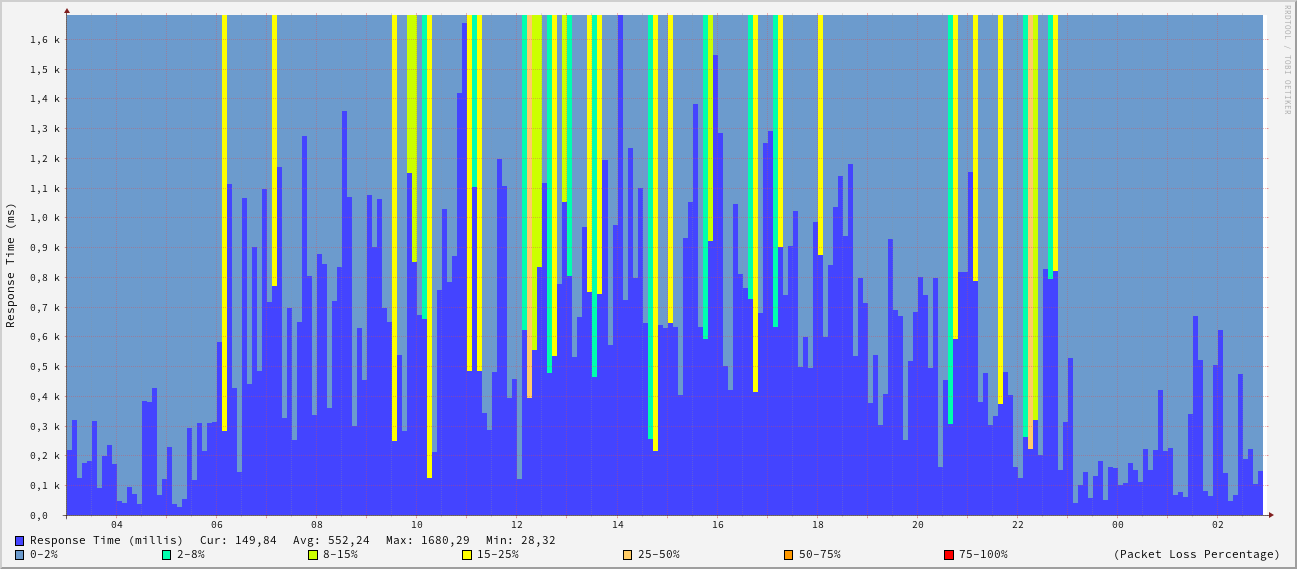 RRDTOOL / TOBI OETIKER
Response Time (ms)
1,6 k
1,5 k
1,4 k
1,3 k
1,2 k
1,1 k
1,0 k
0,9 k
0,8 k
0,7 k
0,6 k
0,5 k
0,4 k
0,3 k
0,2 k
0,1 k
0,0
04 06 08 10 12 14 16 18 20 22 00 02
Response Time (millis) Cur: 149,84 Avg: 552,24 Max: 1680,29 Min: 28,32
0-2% 2-8% 8-15% 15-25% 25-50% 50-75% 75-100% (Packet Loss Percentage)